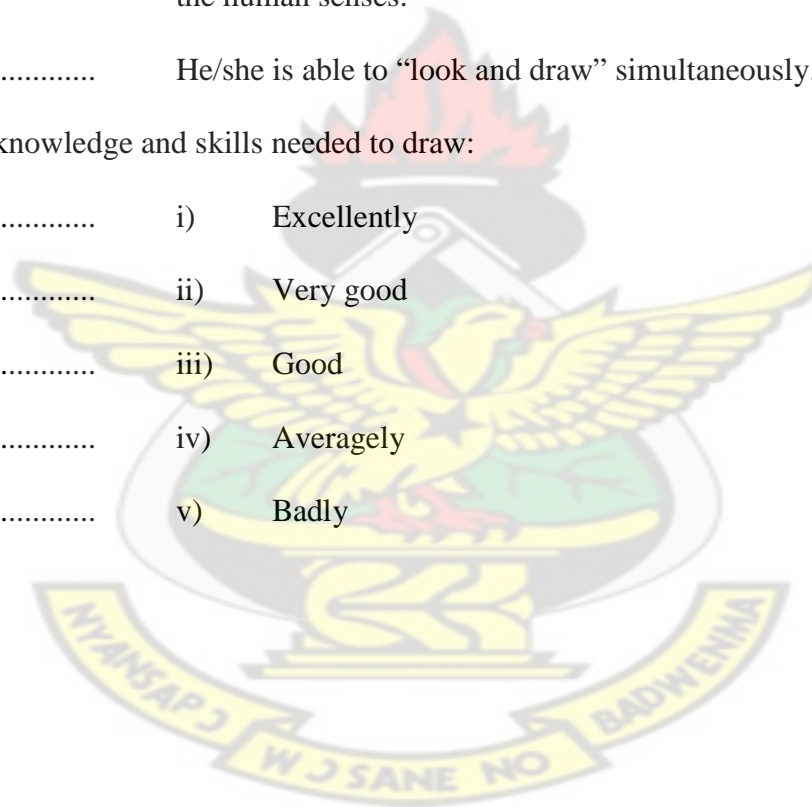 the human senses.
............ He/she is able to “look and draw” simultaneously.
knowledge and skills needed to draw:
............ i) Excellently
............ ii) Very good
............ iii) Good
............ iv) Averagely
............ v) Badly
NYANSAPƆ WƆSANE NO BADWENMA